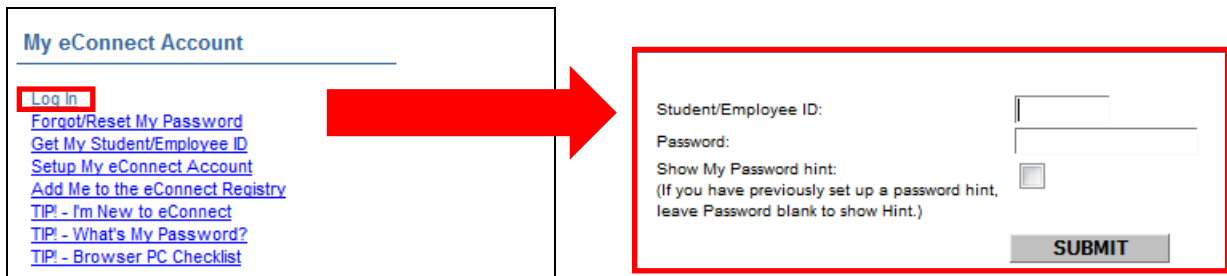 My eConnect Account
Log In
Forgot/Reset My Password
Get My Student/Employee ID
Setup My eConnect Account
Add Me to the eConnect Registry
TIP! - I'm New to eConnect
TIP! - What's My Password?
TIP! - Browser PC Checklist
Student/Employee ID:
Password:
Show My Password hint:
(If you have previously set up a password hint,
leave Password blank to show Hint.)
SUBMIT